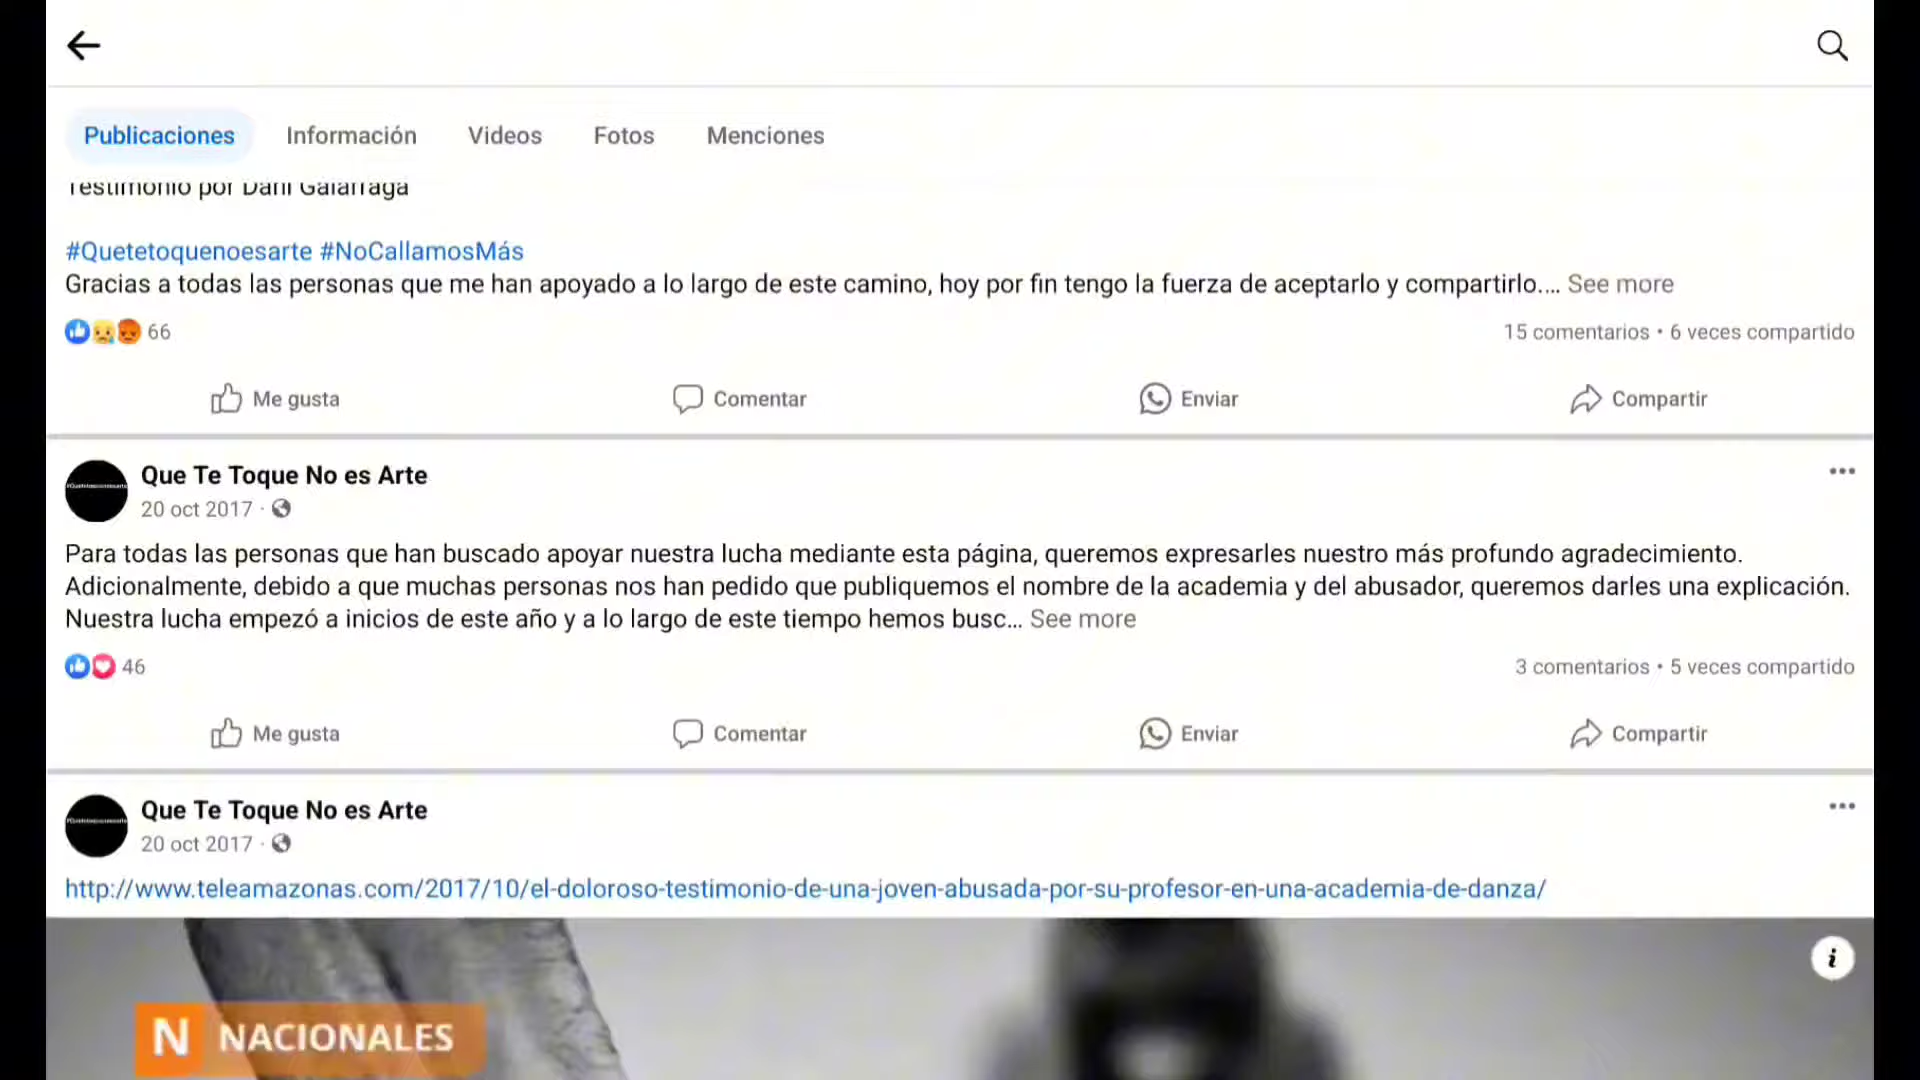 Publicaciones Información Videos Fotos Menciones
Testimonio por Dani Galarraga
#Quetetoquenoesarte #NoCallamosMás
Gracias a todas las personas que me han apoyado a lo largo de este camino, hoy por fin tengo la fuerza de aceptarlo y compartirlo.... See more
66 15 comentarios • 6 veces compartido
Me gusta Comentar Enviar Compartir
Que Te Toque No es Arte
20 oct 2017 ·
Para todas las personas que han buscado apoyar nuestra lucha mediante esta página, queremos expresarles nuestro más profundo agradecimiento.
Adicionalmente, debido a que muchas personas nos han pedido que publiquemos el nombre de la academia y del abusador, queremos darles una explicación.
Nuestra lucha empezó a inicios de este año y a lo largo de este tiempo hemos busc... See more
46 3 comentarios • 5 veces compartido
Me gusta Comentar Enviar Compartir
Que Te Toque No es Arte
20 oct 2017 ·
http://www.teleamazonas.com/2017/10/el-doloroso-testimonio-de-una-joven-abusada-por-su-profesor-en-una-academia-de-danza/
i
N NACIONALES